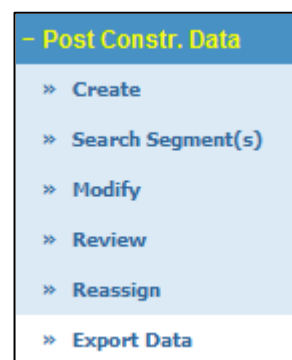 − Post Constr. Data
» Create
» Search Segment(s)
» Modify
» Review
» Reassign
» Export Data